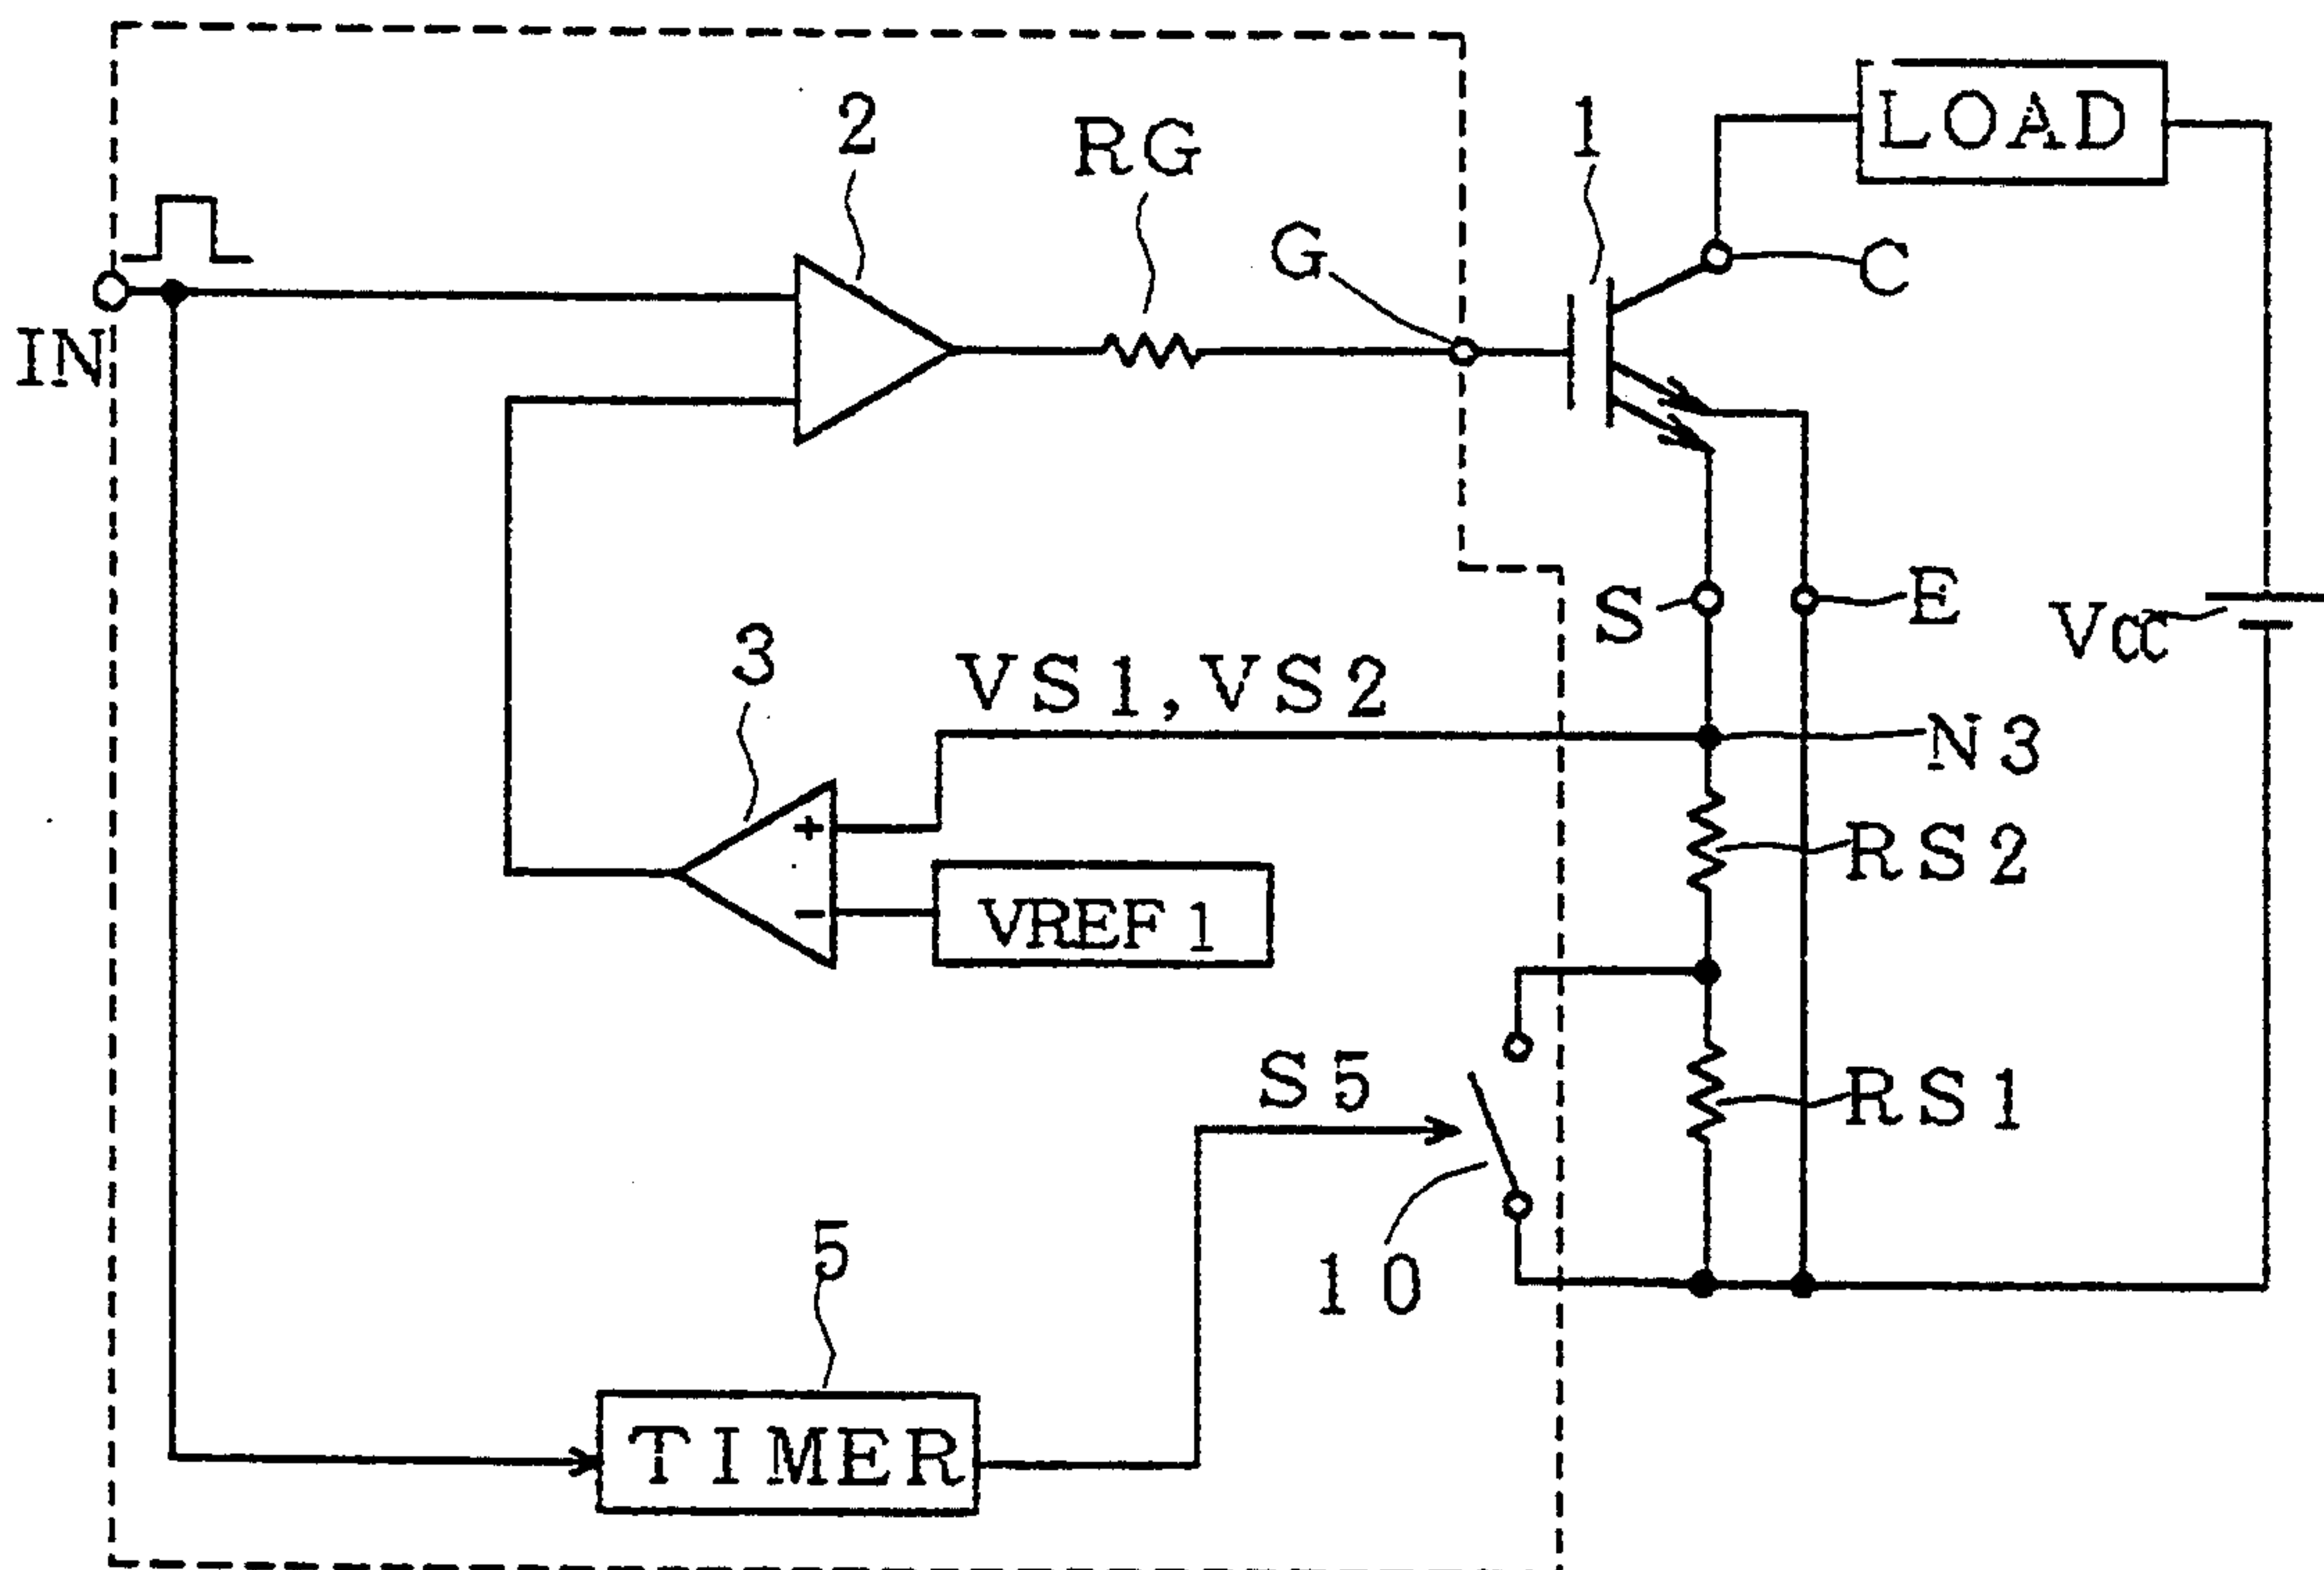 LOAD
2
RG
1
G
C
IN
S
E
Vcc
3
VS1,VS2
N3
+
RS2
−
VREF1
S5
RS1
5
10
TIMER